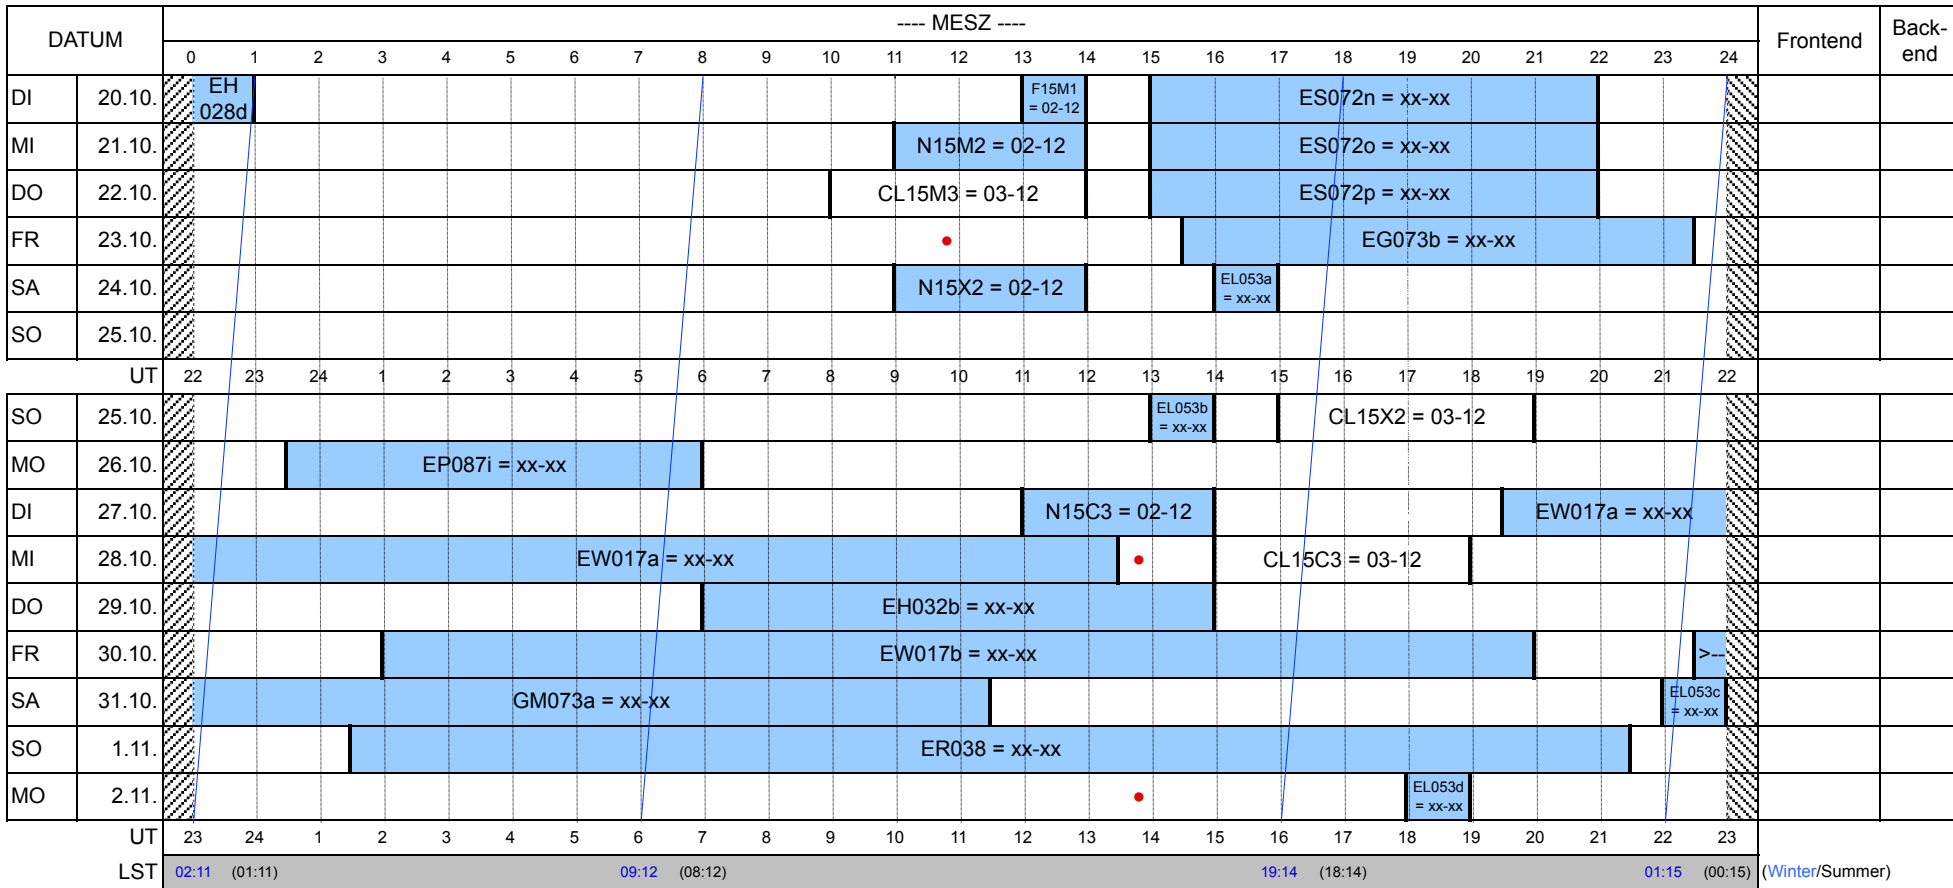 ---- MESZ ----
DATUM
Frontend
Back-
end
0 1 2 3 4 5 6 7 8 9 10 11 12 13 14 15 16 17 18 19 20 21 22 23 24
DI 20.10. EH
028d
F15M1
= 02-12
ES072n = xx-xx
MI 21.10. N15M2 = 02-12 ES072o = xx-xx
DO 22.10. CL15M3 = 03-12 ES072p = xx-xx
FR 23.10. EG073b = xx-xx
SA 24.10. N15X2 = 02-12 EL053a
= xx-xx
SO 25.10.
UT 22 23 24 1 2 3 4 5 6 7 8 9 10 11 12 13 14 15 16 17 18 19 20 21 22
SO 25.10. EL053b
= xx-xx
CL15X2 = 03-12
MO 26.10. EP087i = xx-xx
DI 27.10. N15C3 = 02-12 EW017a = xx-xx
MI 28.10. EW017a = xx-xx CL15C3 = 03-12
DO 29.10. EH032b = xx-xx
FR 30.10. EW017b = xx-xx >--
SA 31.10. GM073a = xx-xx EL053c
= xx-xx
SO 1.11. ER038 = xx-xx
MO 2.11. EL053d
= xx-xx
UT 23 24 1 2 3 4 5 6 7 8 9 10 11 12 13 14 15 16 17 18 19 20 21 22 23
LST 02:11 (01:11) 09:12 (08:12) 19:14 (18:14) 01:15 (00:15) (Winter/Summer)